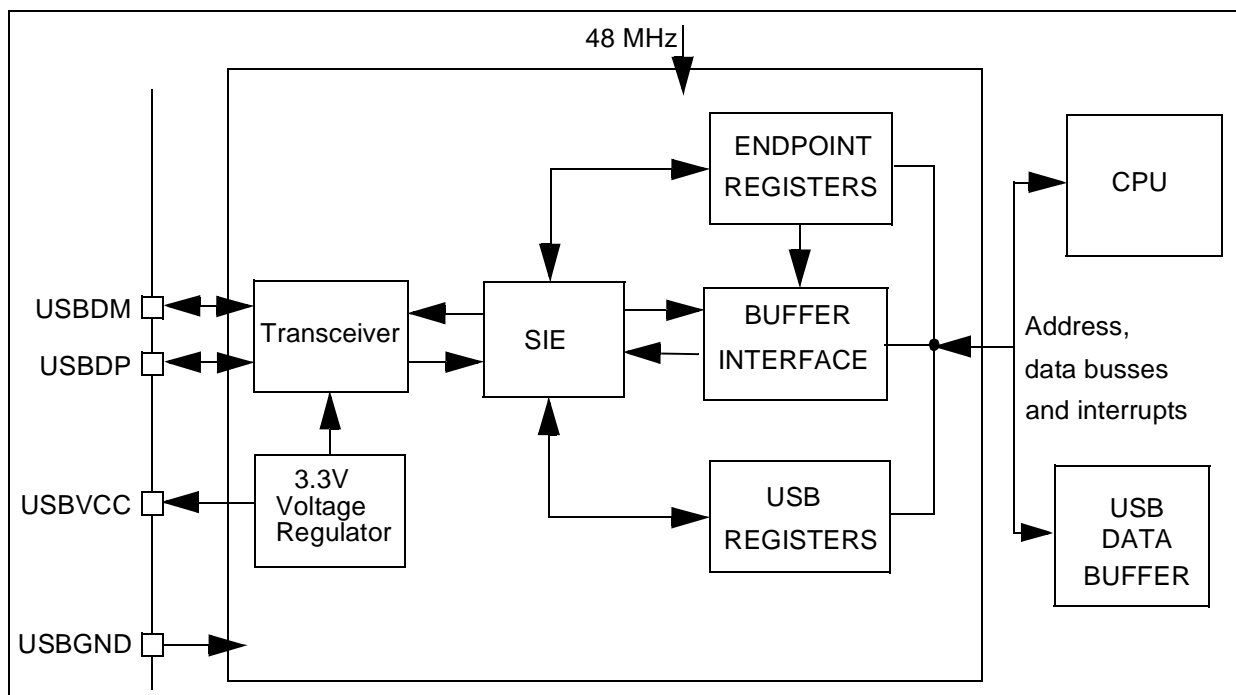 48 MHz
ENDPOINT
REGISTERS
CPU
USBDM
Transceiver
SIE
BUFFER
INTERFACE
Address,
data busses
and interrupts
USBDP
3.3V
Voltage
Regulator
USBVCC
USB
REGISTERS
USB
DATA
BUFFER
USBGND